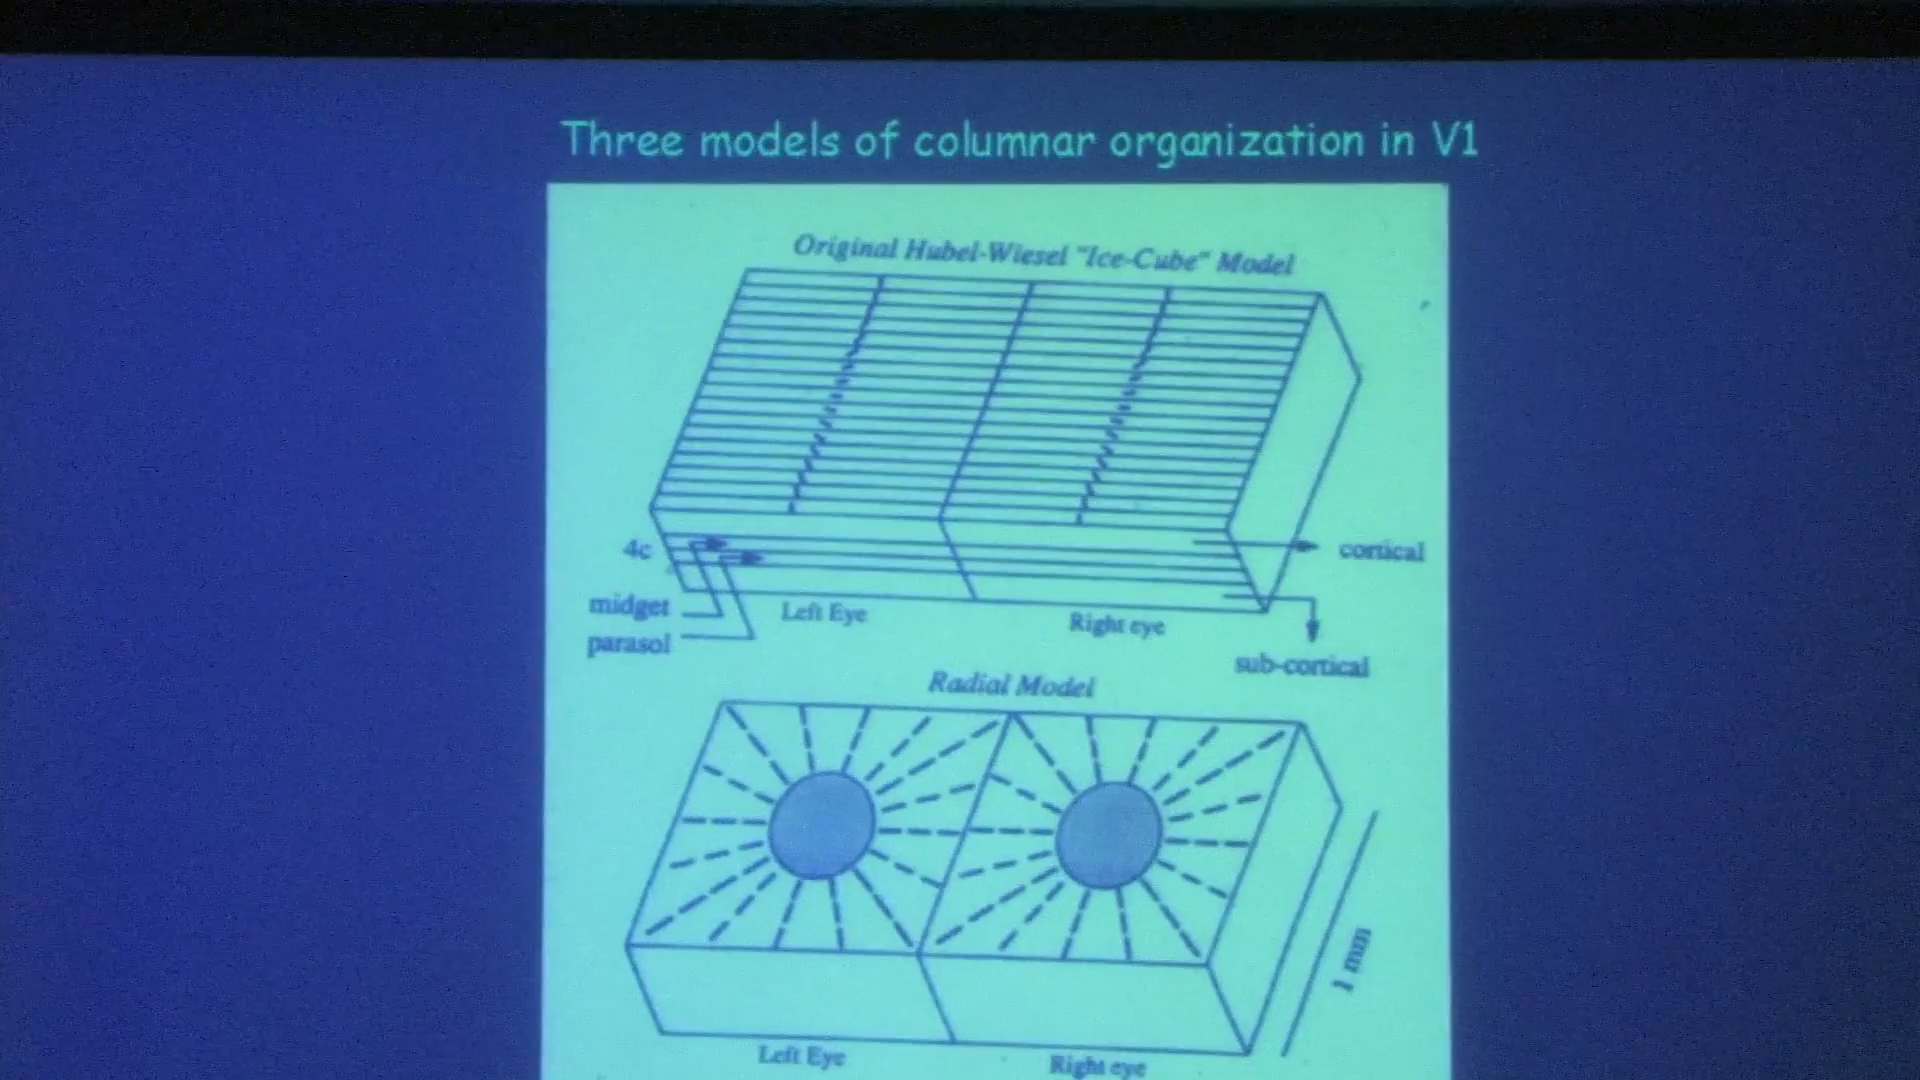 Three models of columnar organization in V1
Original Hubel-Wiesel "Ice-Cube" Model
4c
cortical
midget
Left Eye
Right eye
parasol
sub-cortical
Radial Model
1 mm
Left Eye
Right eye